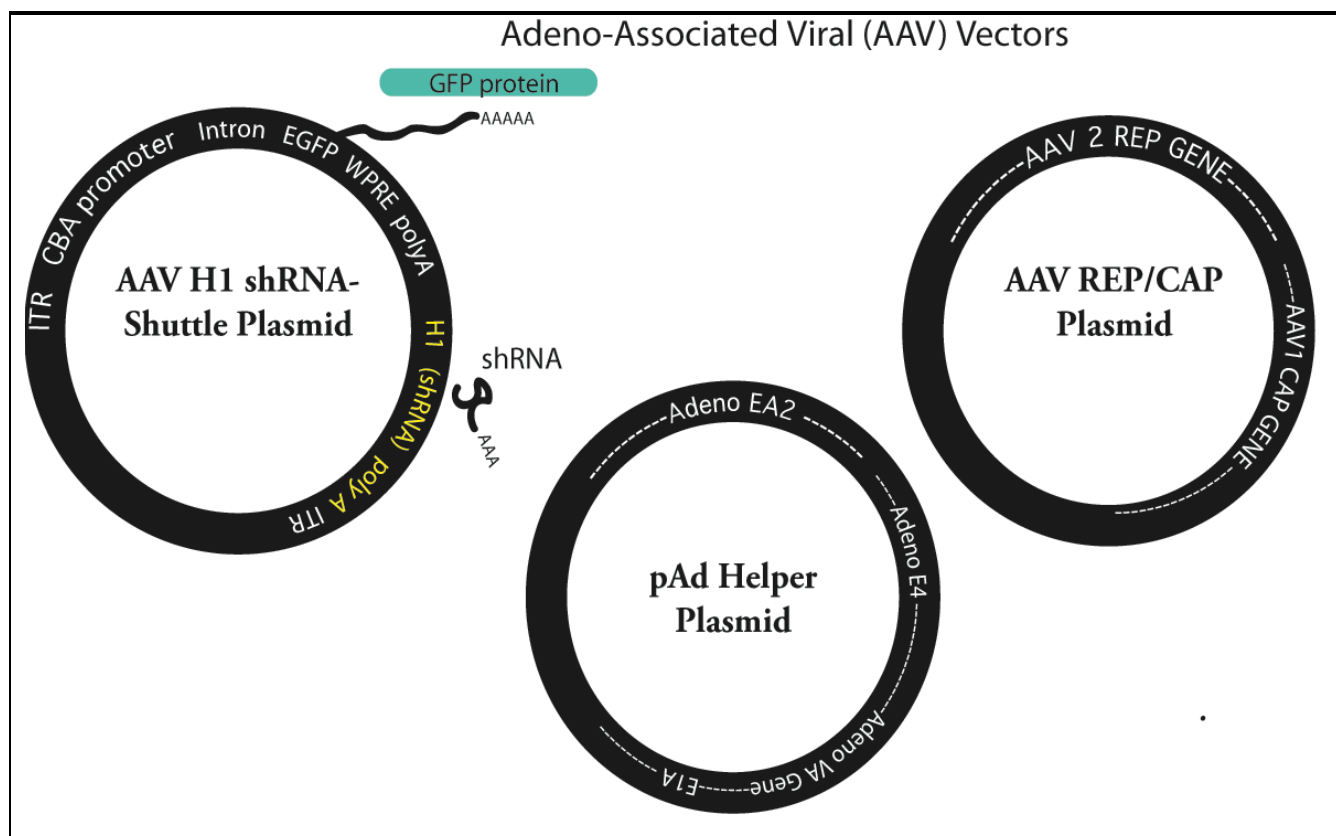 Adeno-Associated Viral (AAV) Vectors
GFP protein
AAAAA
ITR CBA promoter Intron EGFP WPRE polyA H1 (shRNA) poly A ITR
AAV H1 shRNA-
Shuttle Plasmid
shRNA
AAA
-------AAV 2 REP GENE-------
-----AAV1 CAP GENE----------------
AAV REP/CAP
Plasmid
---------Adeno EA2 -------
-----Adeno E4-----------------Adeno VA Gene-------E1A ----------
pAd Helper
Plasmid